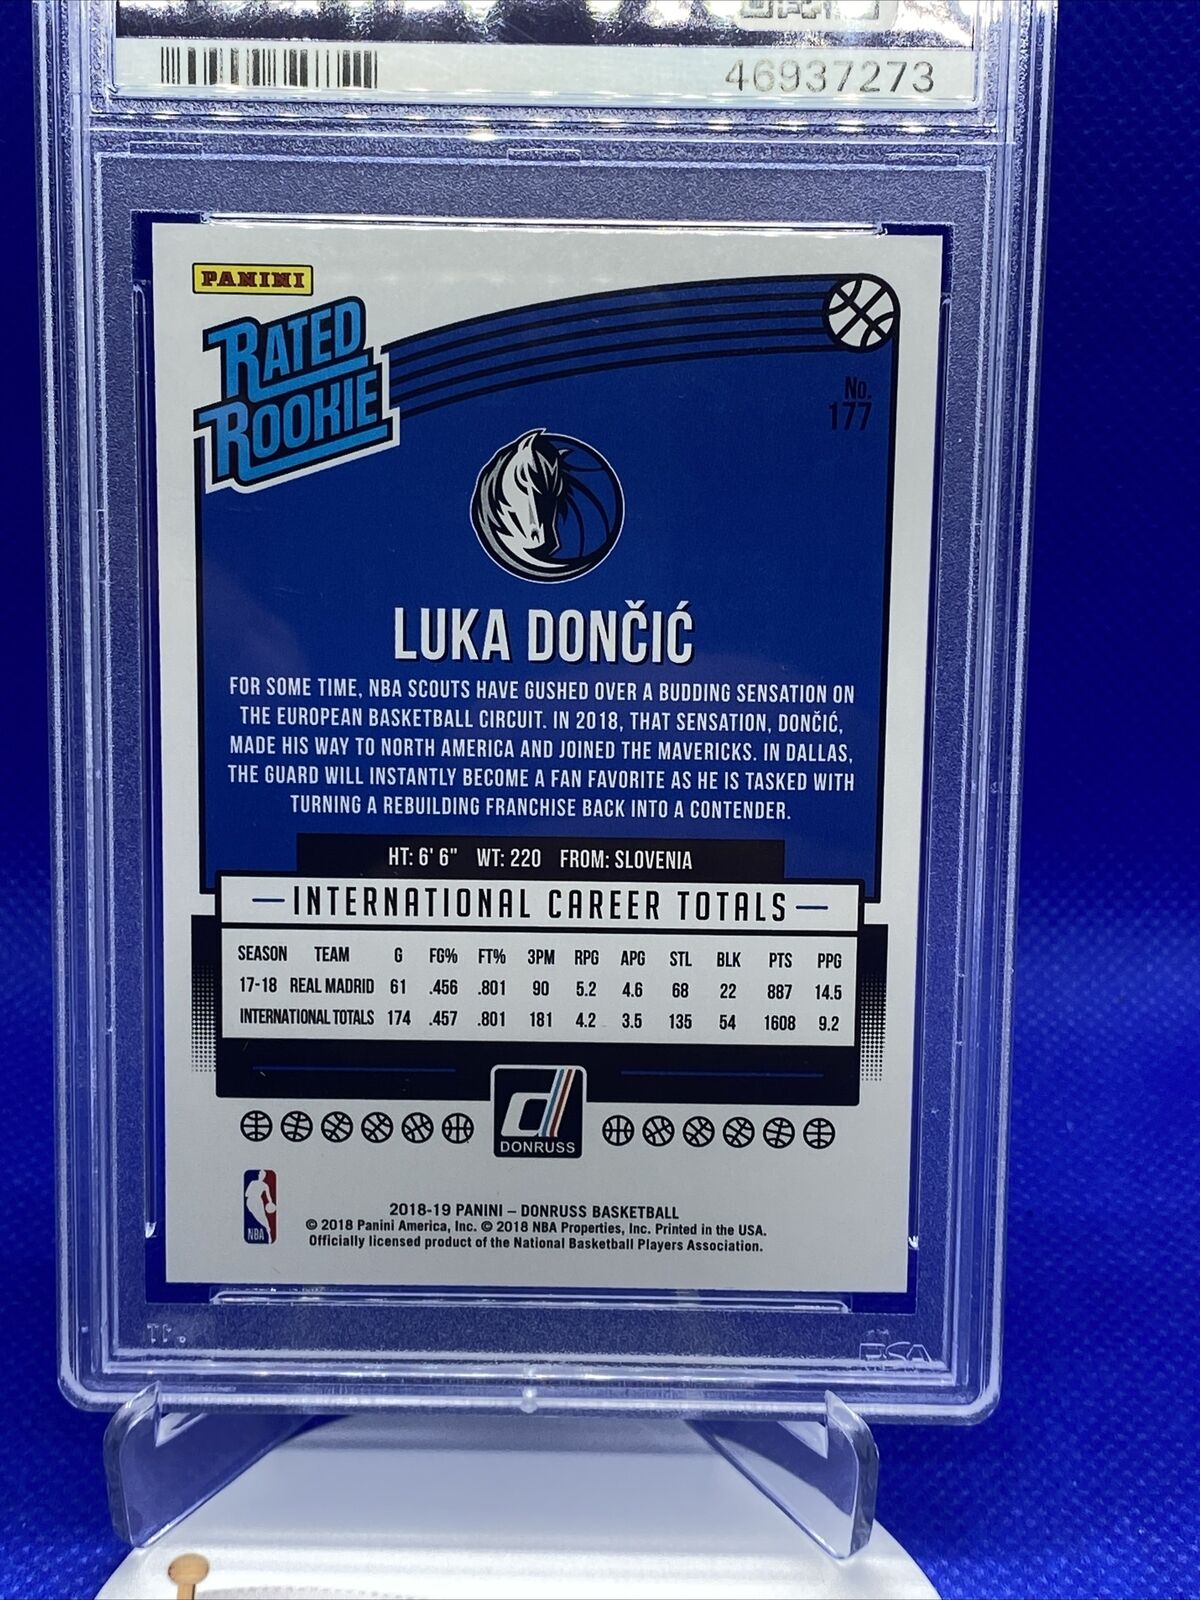 46937273
PANINI
RATED
ROOKIE
No.
177
LUKA DONČIĆ
FOR SOME TIME, NBA SCOUTS HAVE GUSHED OVER A BUDDING SENSATION ON
THE EUROPEAN BASKETBALL CIRCUIT. IN 2018, THAT SENSATION, DONČIĆ,
MADE HIS WAY TO NORTH AMERICA AND JOINED THE MAVERICKS. IN DALLAS,
THE GUARD WILL INSTANTLY BECOME A FAN FAVORITE AS HE IS TASKED WITH
TURNING A REBUILDING FRANCHISE BACK INTO A CONTENDER.
HT: 6' 6" WT: 220 FROM: SLOVENIA
INTERNATIONAL CAREER TOTALS
SEASON TEAM G FG% FT% 3PM RPG APG STL BLK PTS PPG
17-18 REAL MADRID 61 .456 .801 90 5.2 4.6 68 22 887 14.5
INTERNATIONAL TOTALS 174 .457 .801 181 4.2 3.5 135 54 1608 9.2
d
DONRUSS
NBA
2018-19 PANINI – DONRUSS BASKETBALL
© 2018 Panini America, Inc. © 2018 NBA Properties, Inc. Printed in the USA.
Officially licensed product of the National Basketball Players Association.
PSA